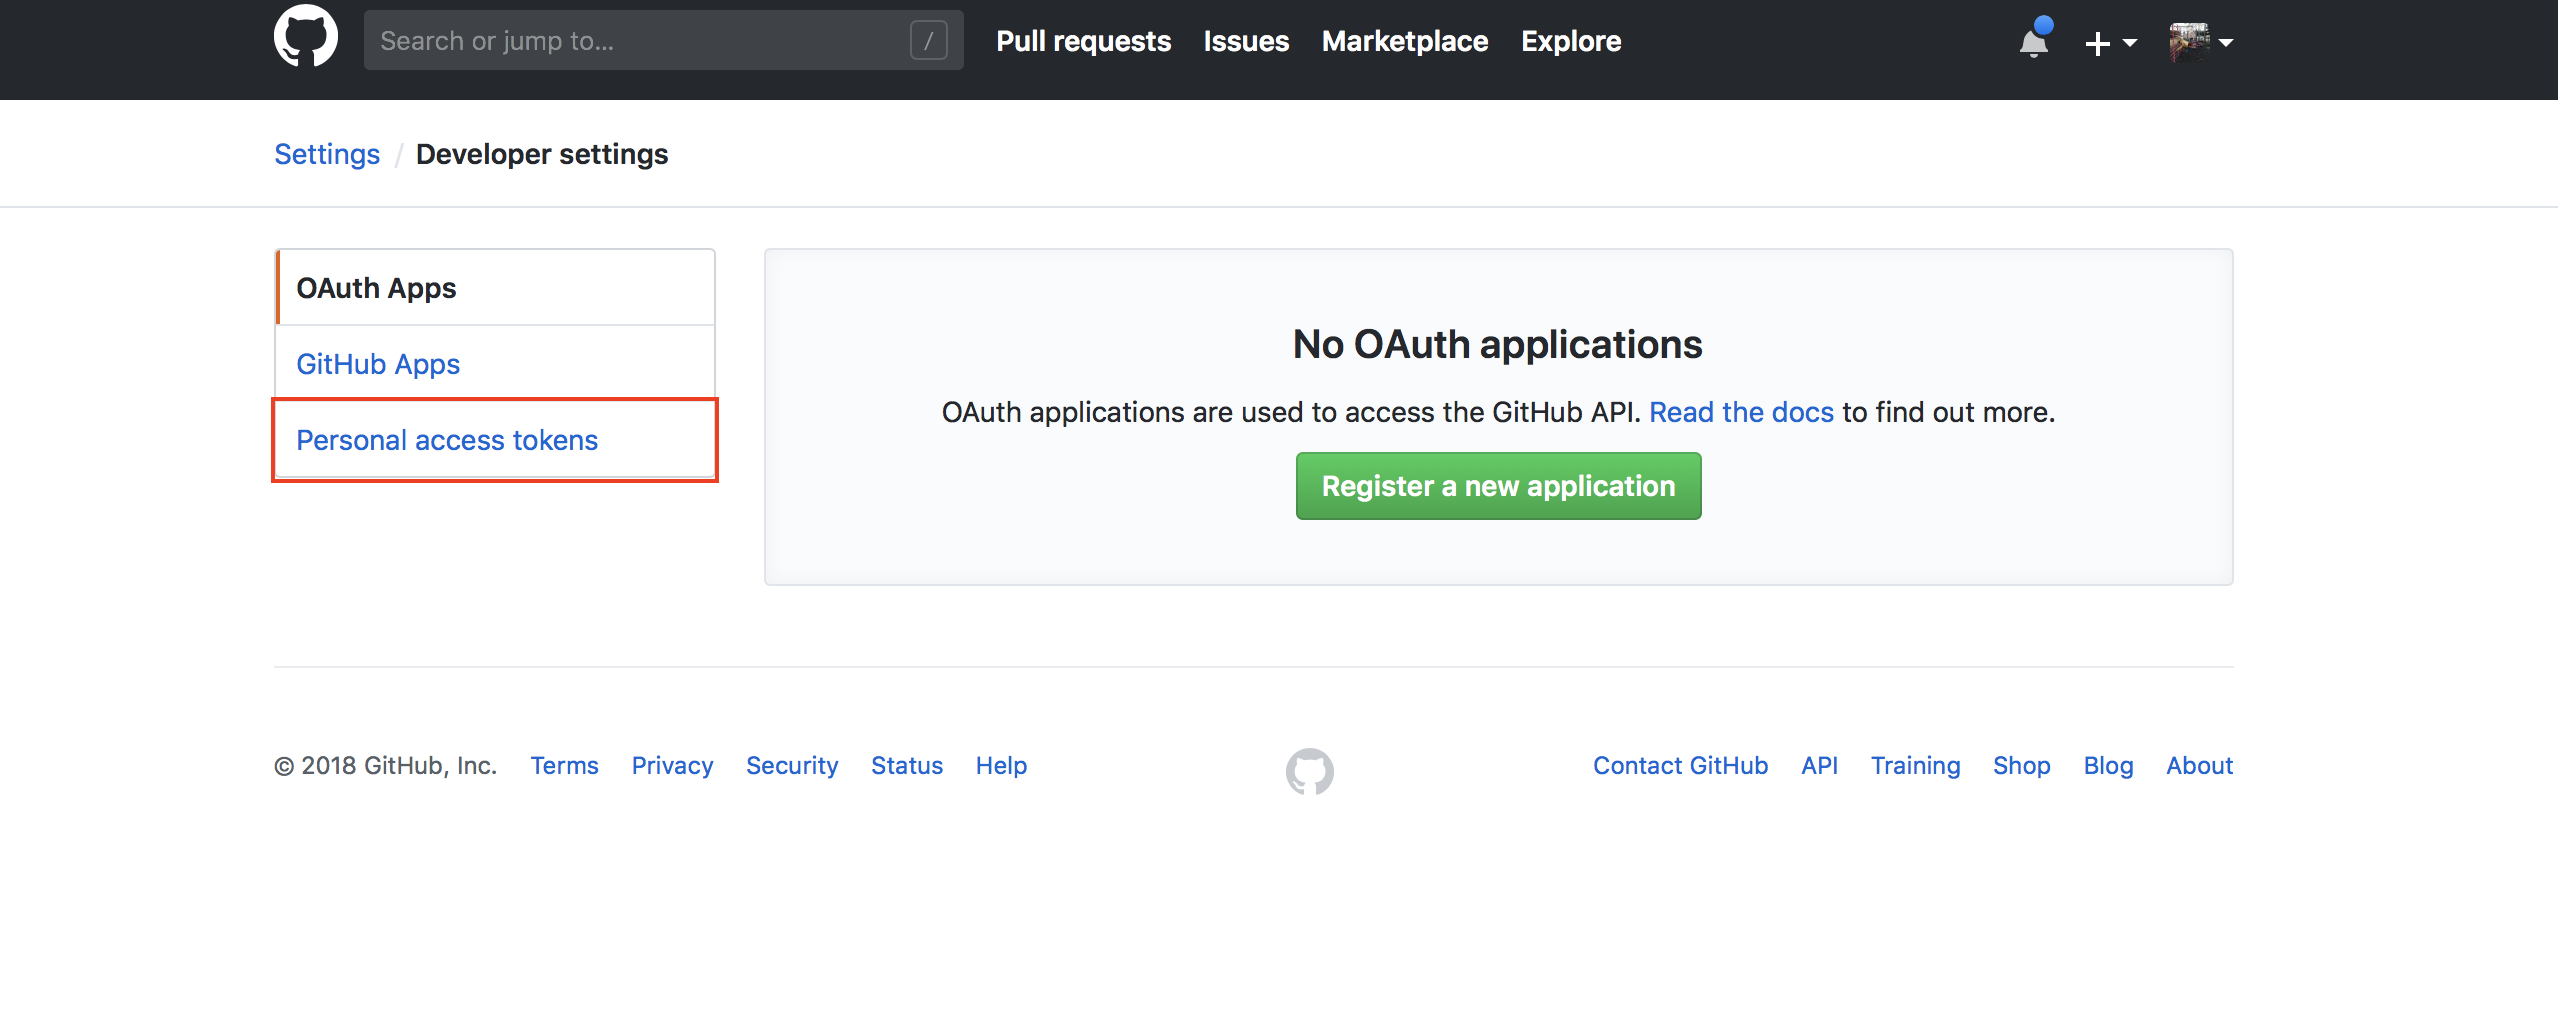 Search or jump to... /
Pull requests Issues Marketplace Explore
Settings / Developer settings
OAuth Apps
GitHub Apps
Personal access tokens
No OAuth applications
OAuth applications are used to access the GitHub API. Read the docs to find out more.
Register a new application
© 2018 GitHub, Inc. Terms Privacy Security Status Help
Contact GitHub API Training Shop Blog About